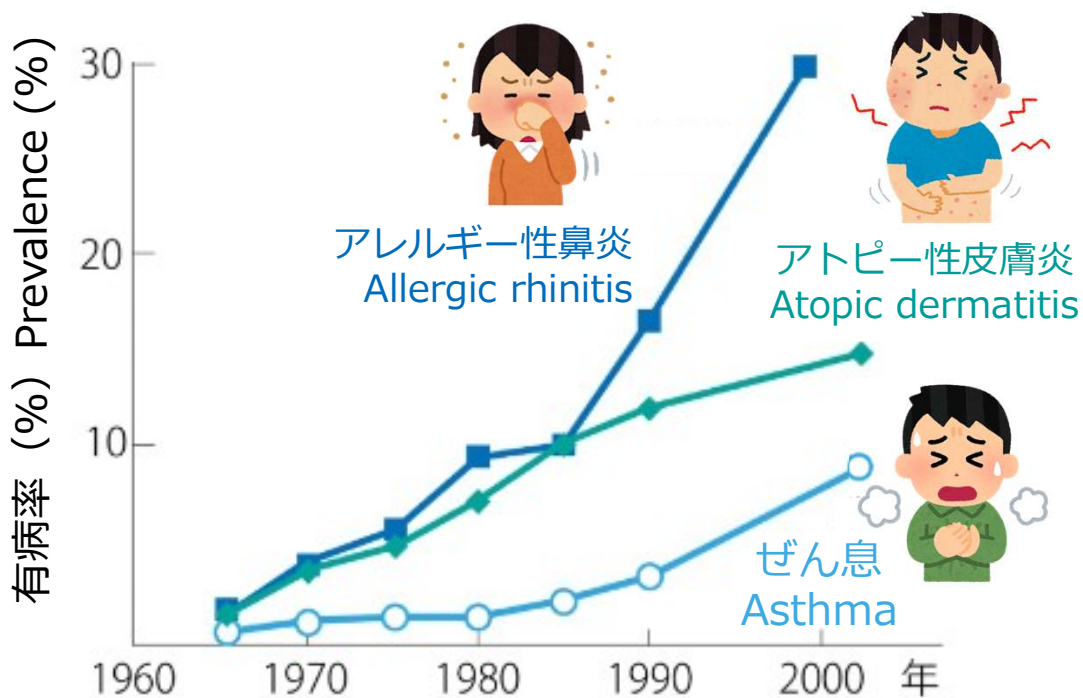 有病率 (%) Prevalence (%)
30
20
10
アレルギー性鼻炎
Allergic rhinitis
アトピー性皮膚炎
Atopic dermatitis
ぜん息
Asthma
1960 1970 1980 1990 2000 年